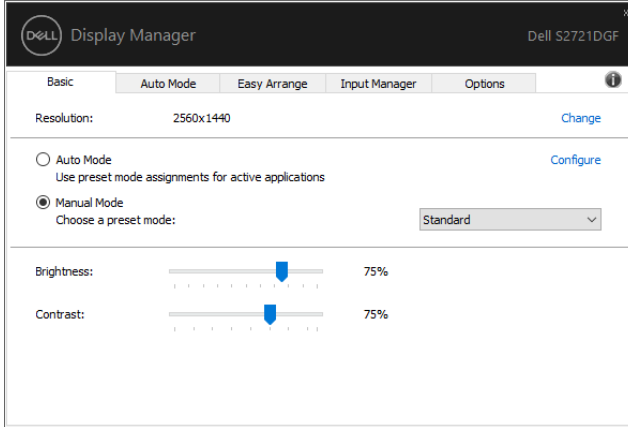 DELL Display Manager Dell S2721DGF
Basic Auto Mode Easy Arrange Input Manager Options
Resolution: 2560x1440 Change
Auto Mode Configure
Use preset mode assignments for active applications
Manual Mode
Choose a preset mode: Standard
Brightness: 75%
Contrast: 75%